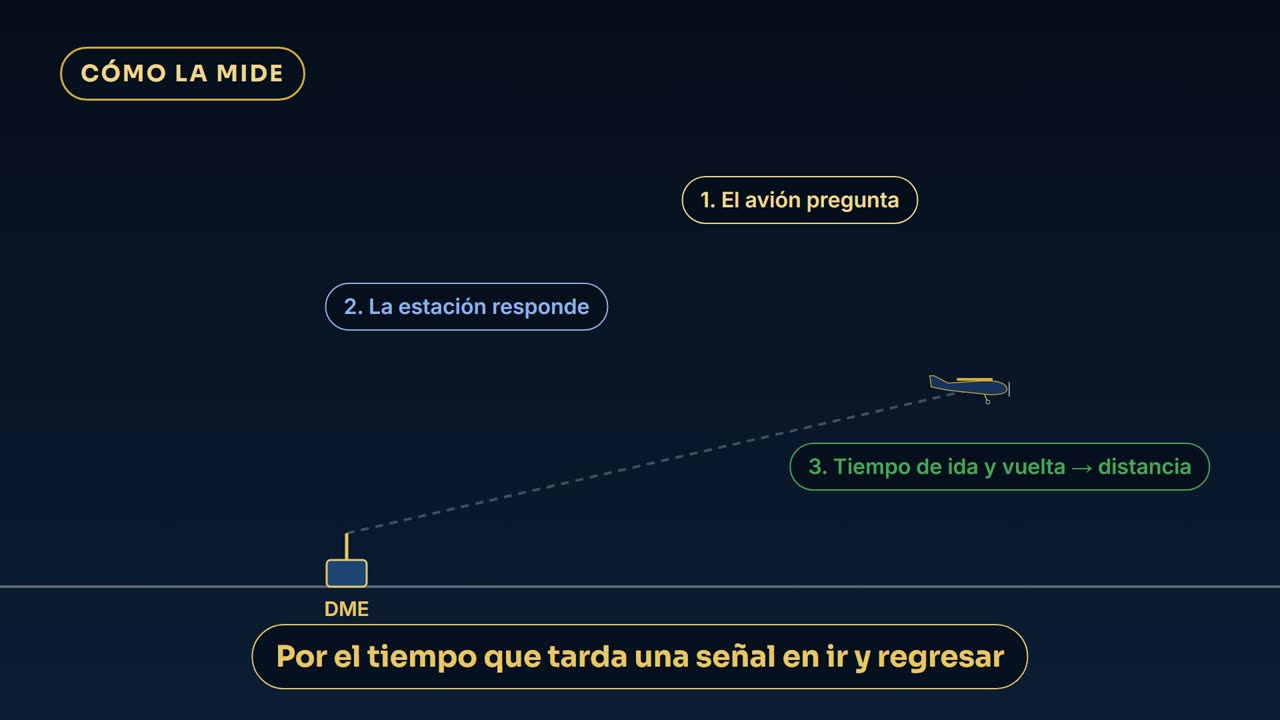 CÓMO LA MIDE
1. El avión pregunta
2. La estación responde
3. Tiempo de ida y vuelta → distancia
DME
Por el tiempo que tarda una señal en ir y regresar